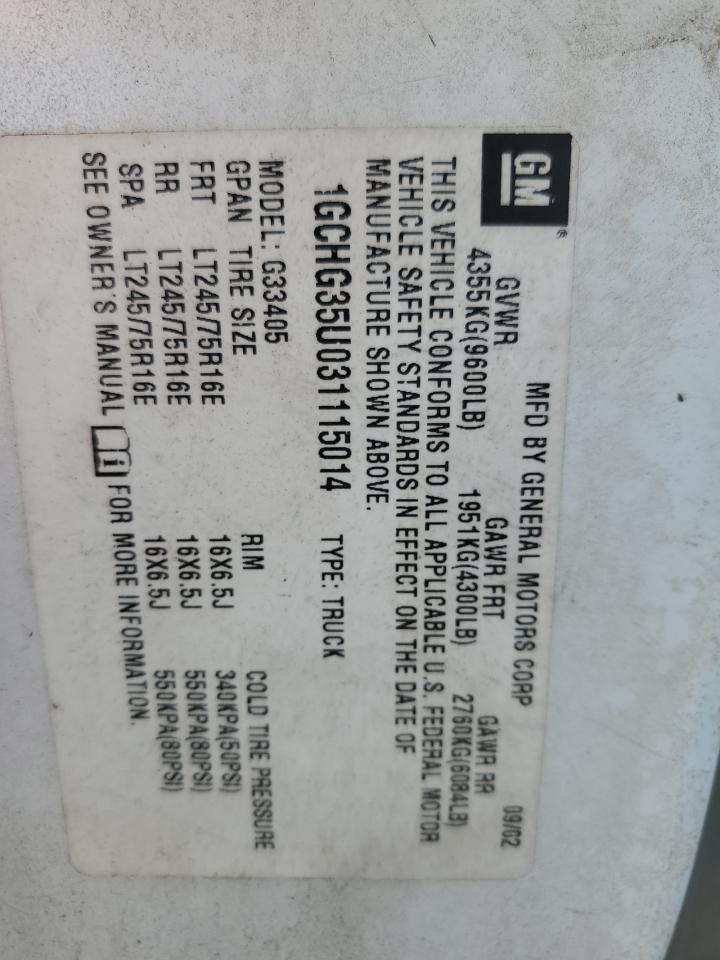 GM®
MFD BY GENERAL MOTORS CORP 09/02
GVWR GAWR FRT GAWR RR
4355KG(9600LB) 1951KG(4300LB) 2760KG(6084LB)
THIS VEHICLE CONFORMS TO ALL APPLICABLE U.S. FEDERAL MOTOR
VEHICLE SAFETY STANDARDS IN EFFECT ON THE DATE OF
MANUFACTURE SHOWN ABOVE.
1GCHG35U031115014 TYPE: TRUCK
MODEL: G33405
GPAN TIRE SIZE RIM COLD TIRE PRESSURE
FRT LT245/75R16E 16X6.5J 340KPA(50PSI)
RR LT245/75R16E 16X6.5J 550KPA(80PSI)
SPA LT245/75R16E 16X6.5J 550KPA(80PSI)
SEE OWNER'S MANUAL FOR MORE INFORMATION.